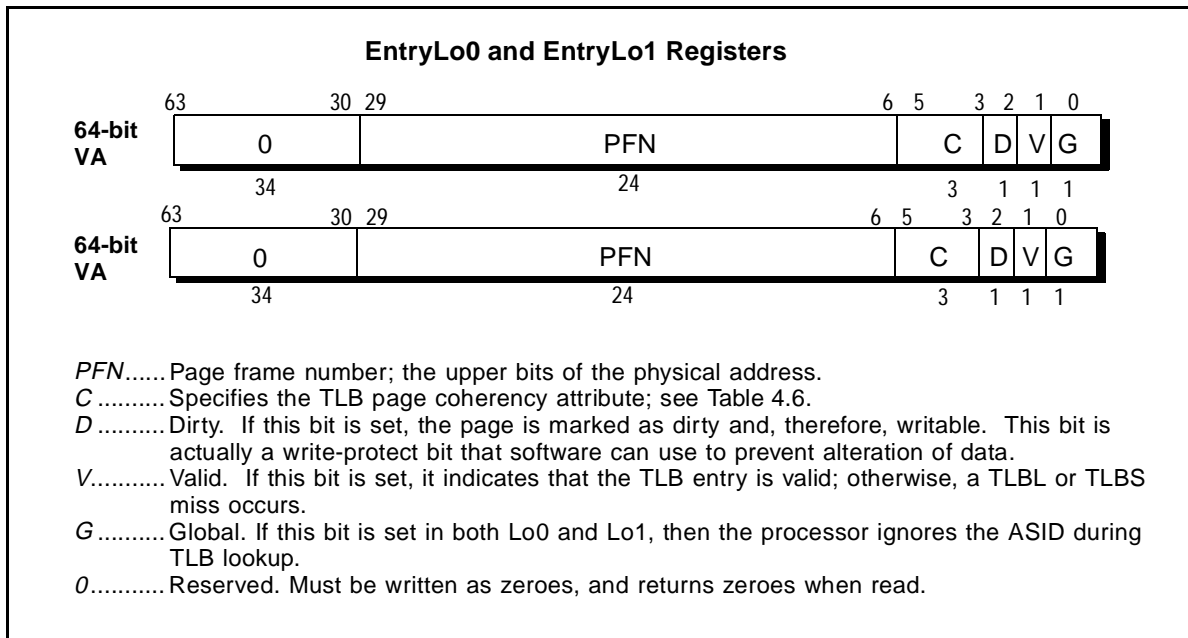 EntryLo0 and EntryLo1 Registers
63 30 29 6 5 3 2 1 0
64-bit
VA
0 PFN C D V G
34 24 3 1 1 1
63 30 29 6 5 3 2 1 0
64-bit
VA
0 PFN C D V G
34 24 3 1 1 1
PFN...... Page frame number; the upper bits of the physical address.
C .......... Specifies the TLB page coherency attribute; see Table 4.6.
D .......... Dirty. If this bit is set, the page is marked as dirty and, therefore, writable. This bit is
actually a write-protect bit that software can use to prevent alteration of data.
V........... Valid. If this bit is set, it indicates that the TLB entry is valid; otherwise, a TLBL or TLBS
miss occurs.
G .......... Global. If this bit is set in both Lo0 and Lo1, then the processor ignores the ASID during
TLB lookup.
0........... Reserved. Must be written as zeroes, and returns zeroes when read.